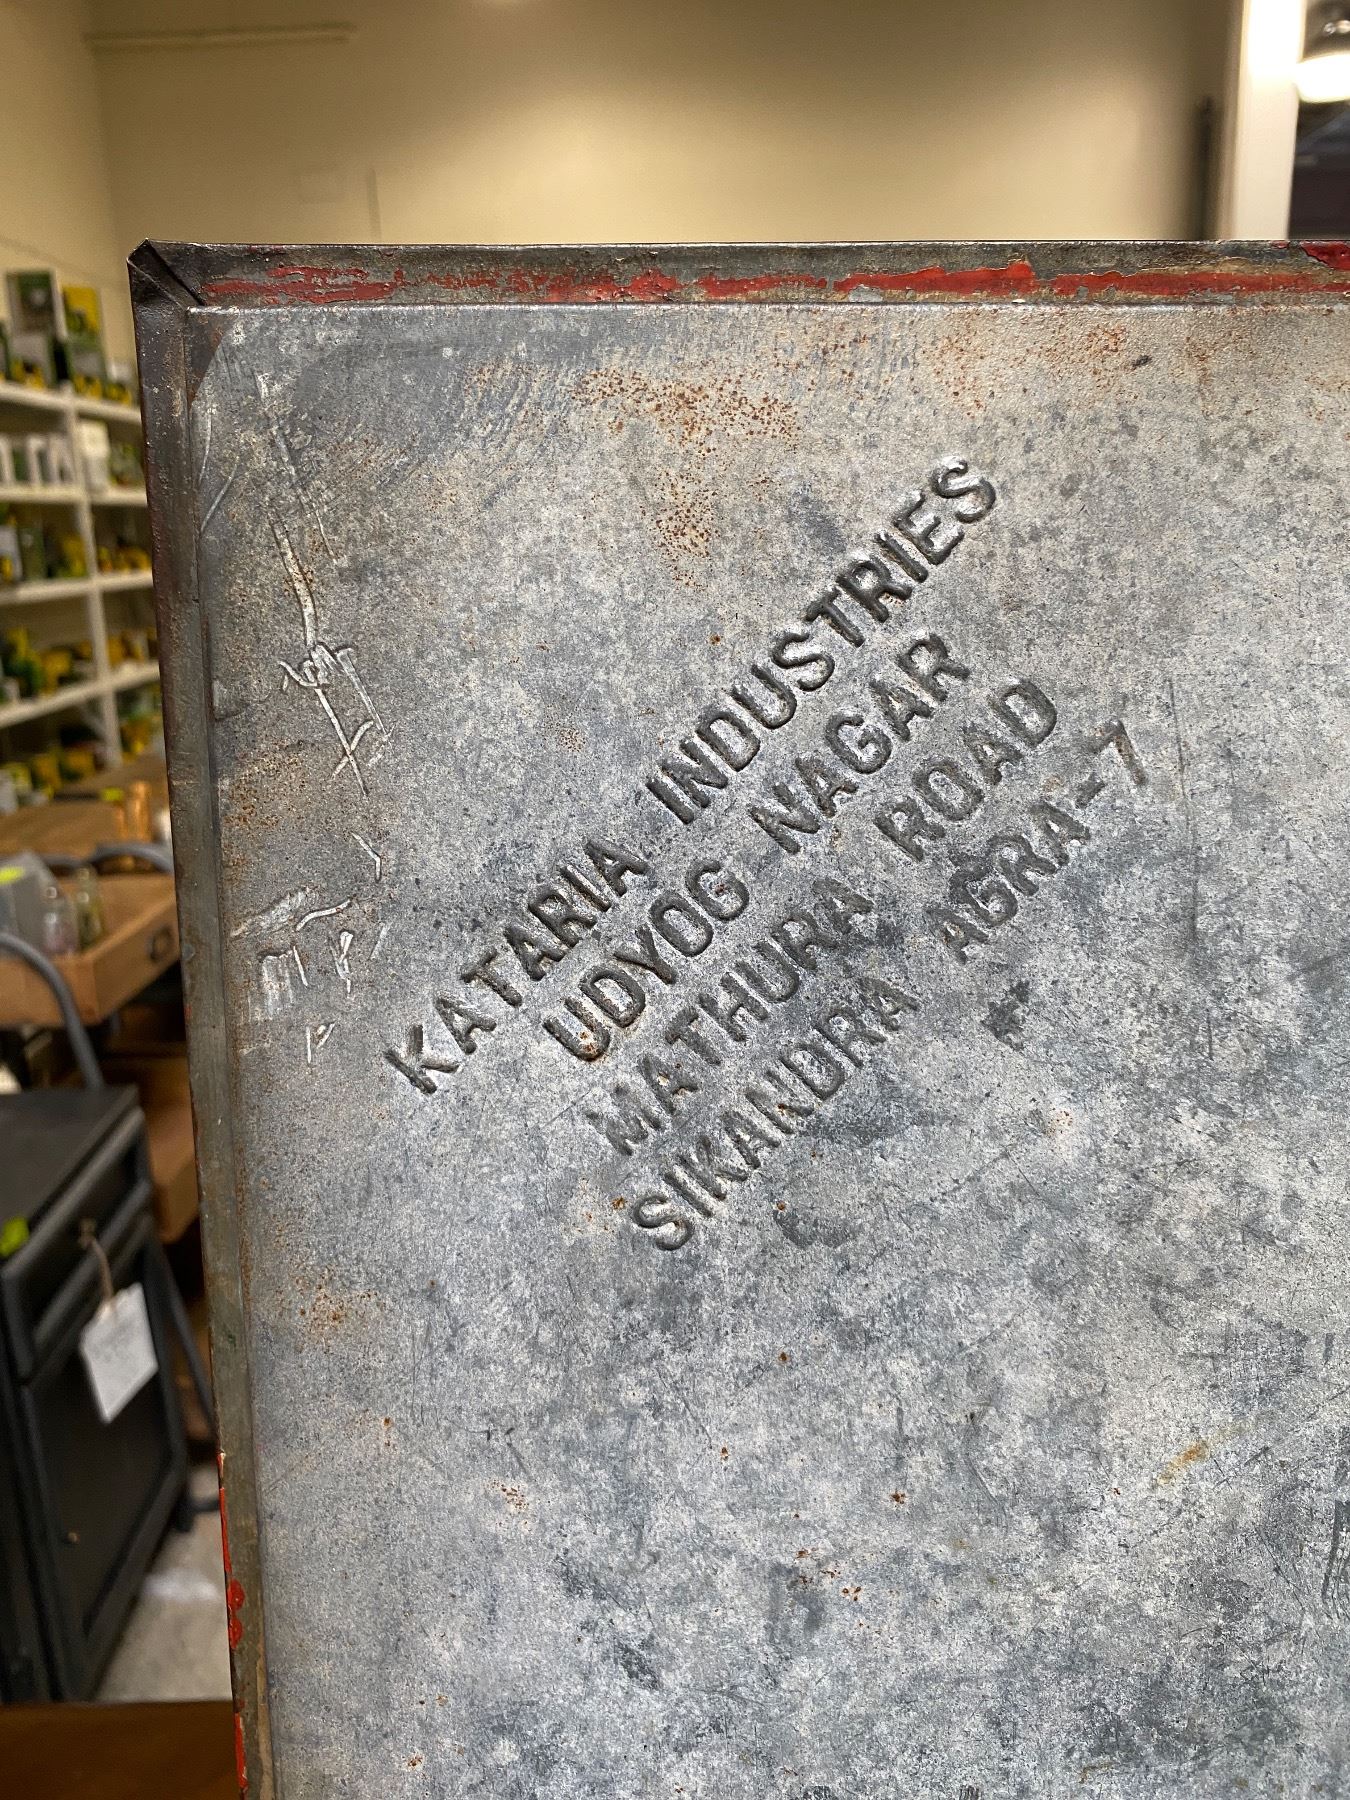 KATARIA INDUSTRIES
UDYOG NAGAR
MATHURA ROAD
SIKANDRA AGRA-7